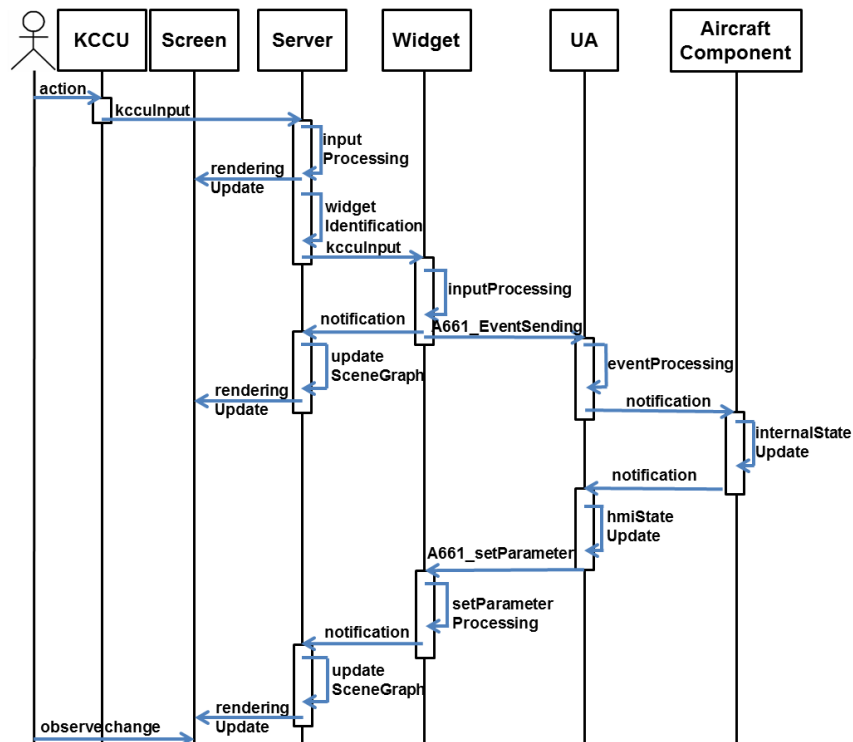 KCCU
Screen
Server
Widget
UA
Aircraft
Component
action
kccuInput
input
Processing
rendering
Update
widget
Identification
kccuInput
inputProcessing
notification
A661_EventSending
update
SceneGraph
eventProcessing
rendering
Update
notification
internalState
Update
notification
hmiState
Update
A661_setParameter
setParameter
Processing
notification
update
SceneGraph
rendering
Update
observe change